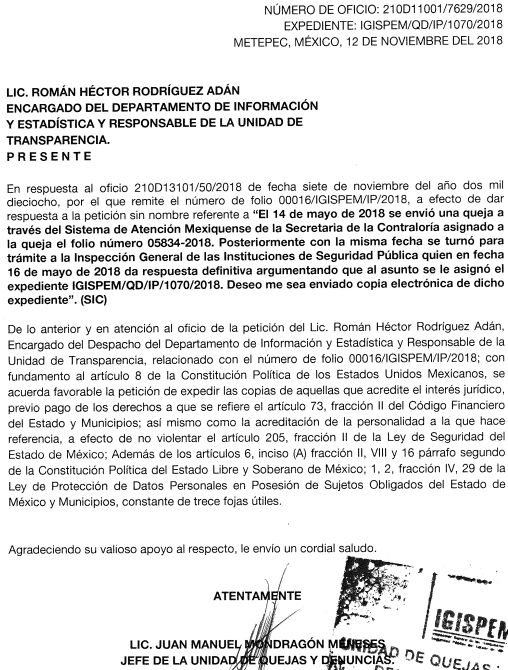 NÚMERO DE OFICIO: 210D11001/7629/2018
EXPEDIENTE: IGISPEM/QD/IP/1070/2018
METEPEC, MÉXICO, 12 DE NOVIEMBRE DEL 2018
LIC. ROMÁN HÉCTOR RODRÍGUEZ ADÁN
ENCARGADO DEL DEPARTAMENTO DE INFORMACIÓN
Y ESTADÍSTICA Y RESPONSABLE DE LA UNIDAD DE
TRANSPARENCIA.
P R E S E N T E
En respuesta al oficio 210D13101/50/2018 de fecha siete de noviembre del año dos mil
dieciocho, por el que remite el número de folio 00016/IGISPEM/IP/2018, a efecto de dar
respuesta a la petición sin nombre referente a “El 14 de mayo de 2018 se envió una queja a
través del Sistema de Atención Mexiquense de la Secretaria de la Contraloría asignado a
la queja el folio número 05834-2018. Posteriormente con la misma fecha se turnó para
trámite a la Inspección General de las Instituciones de Seguridad Pública quien en fecha
16 de mayo de 2018 da respuesta definitiva argumentando que al asunto se le asignó el
expediente IGISPEM/QD/IP/1070/2018. Deseo me sea enviado copia electrónica de dicho
expediente”. (SIC)
De lo anterior y en atención al oficio de la petición del Lic. Román Héctor Rodríguez Adán,
Encargado del Despacho del Departamento de Información y Estadística y Responsable de la
Unidad de Transparencia, relacionado con el número de folio 00016/IGISPEM/IP/2018; con
fundamento al artículo 8 de la Constitución Política de los Estados Unidos Mexicanos, se
acuerda favorable la petición de expedir las copias de aquellas que acredite el interés jurídico,
previo pago de los derechos a que se refiere el artículo 73, fracción II del Código Financiero
del Estado y Municipios; así mismo como la acreditación de la personalidad a la que hace
referencia, a efecto de no violentar el artículo 205, fracción II de la Ley de Seguridad del
Estado de México; Además de los artículos 6, inciso (A) fracción II, VIII y 16 párrafo segundo
de la Constitución Política del Estado Libre y Soberano de México; 1, 2, fracción IV, 29 de la
Ley de Protección de Datos Personales en Posesión de Sujetos Obligados del Estado de
México y Municipios, constante de trece fojas útiles.
Agradeciendo su valioso apoyo al respecto, le envío un cordial saludo.
ATENTAMENTE
IGISPEM
UNIDAD DE QUEJAS
LIC. JUAN MANUEL MONDRAGÓN MENESES
JEFE DE LA UNIDAD DE QUEJAS Y DENUNCIAS.